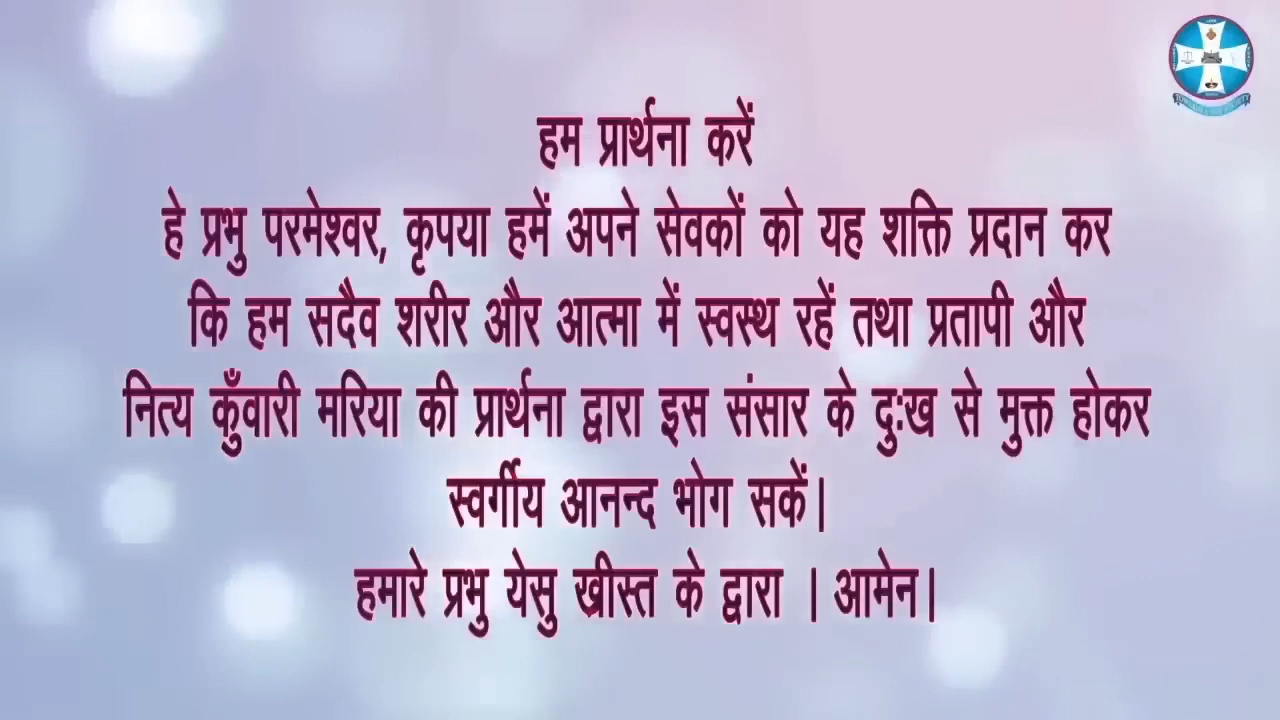 हम प्रार्थना करें
हे प्रभु परमेश्वर, कृपया हमें अपने सेवकों को यह शक्ति प्रदान कर
कि हम सदैव शरीर और आत्मा में स्वस्थ रहें तथा प्रतापी और
नित्य कुँवारी मरिया की प्रार्थना द्वारा इस संसार के दुःख से मुक्त होकर
स्वर्गीय आनन्द भोग सकें।
हमारे प्रभु येसु ख्रीस्त के द्वारा । आमेन।